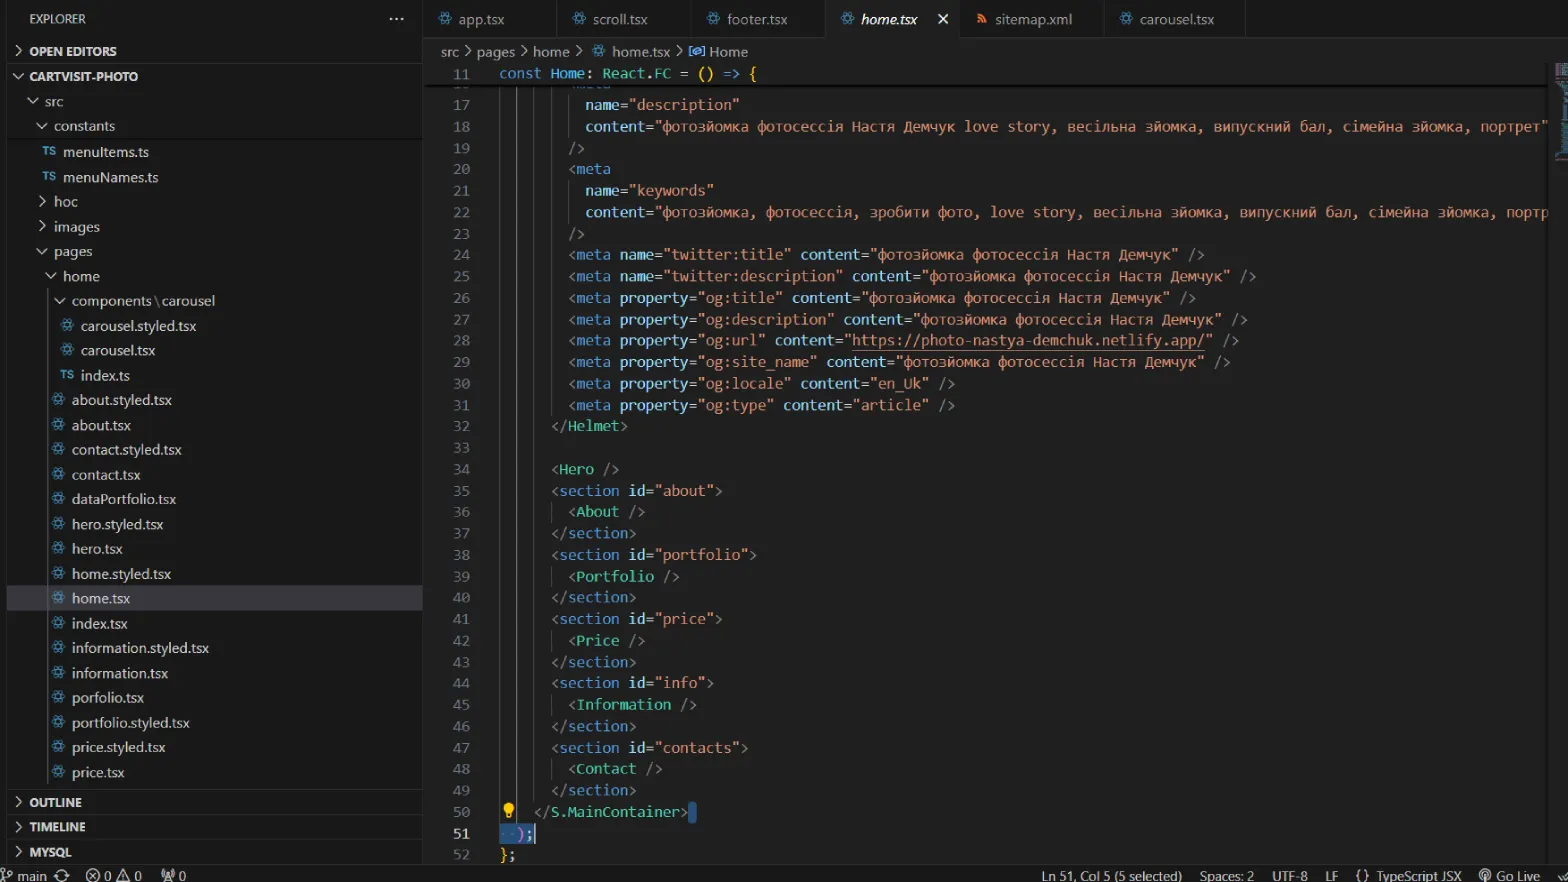 EXPLORER
···
app.tsx
scroll.tsx
footer.tsx
home.tsx
sitemap.xml
carousel.tsx
OPEN EDITORS
CARTVISIT-PHOTO
src
constants
TS menuItems.ts
TS menuNames.ts
hoc
images
pages
home
components\carousel
carousel.styled.tsx
carousel.tsx
TS index.ts
about.styled.tsx
about.tsx
contact.styled.tsx
contact.tsx
dataPortfolio.tsx
hero.styled.tsx
hero.tsx
home.styled.tsx
home.tsx
index.tsx
information.styled.tsx
information.tsx
porfolio.tsx
portfolio.styled.tsx
price.styled.tsx
price.tsx
OUTLINE
TIMELINE
MYSQL
src > pages > home > home.tsx > Home
11 const Home: React.FC = () => {
17 name="description"
18 content="фотозйомка фотосессія Настя Демчук love story, весільна зйомка, випускний бал, сімейна зйомка, портрет"
19 />
20 <meta
21 name="keywords"
22 content="фотозйомка, фотосессія, зробити фото, love story, весільна зйомка, випускний бал, сімейна зйомка, портр
23 />
24 <meta name="twitter:title" content="фотозйомка фотосессія Настя Демчук" />
25 <meta name="twitter:description" content="фотозйомка фотосессія Настя Демчук" />
26 <meta property="og:title" content="фотозйомка фотосессія Настя Демчук" />
27 <meta property="og:description" content="фотозйомка фотосессія Настя Демчук" />
28 <meta property="og:url" content="https://photo-nastya-demchuk.netlify.app/" />
29 <meta property="og:site_name" content="фотозйомка фотосессія Настя Демчук" />
30 <meta property="og:locale" content="en_Uk" />
31 <meta property="og:type" content="article" />
32 </Helmet>
33
34 <Hero />
35 <section id="about">
36 <About />
37 </section>
38 <section id="portfolio">
39 <Portfolio />
40 </section>
41 <section id="price">
42 <Price />
43 </section>
44 <section id="info">
45 <Information />
46 </section>
47 <section id="contacts">
48 <Contact />
49 </section>
50 </S.MainContainer>
51 );
52 };
main 0 0 0 Ln 51, Col 5 (5 selected) Spaces: 2 UTF-8 LF {} TypeScript JSX Go Live